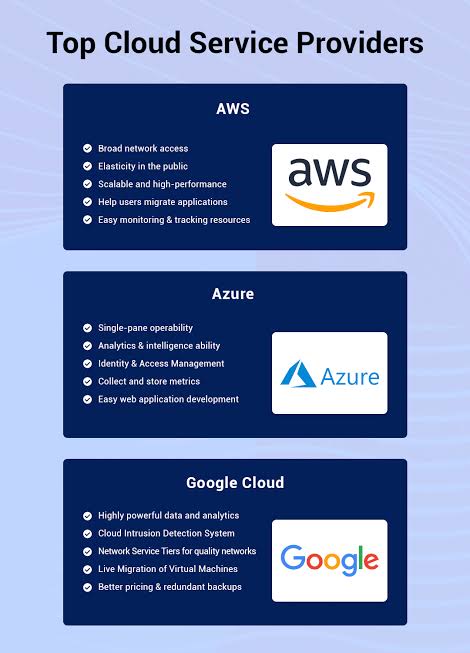 Top Cloud Service Providers
AWS
Broad network access
Elasticity in the public
Scalable and high-performance
Help users migrate applications
Easy monitoring & tracking resources
aws
Azure
Single-pane operability
Analytics & intelligence ability
Identity & Access Management
Collect and store metrics
Easy web application development
Azure
Google Cloud
Highly powerful data and analytics
Cloud Intrusion Detection System
Network Service Tiers for quality networks
Live Migration of Virtual Machines
Better pricing & redundant backups
Google